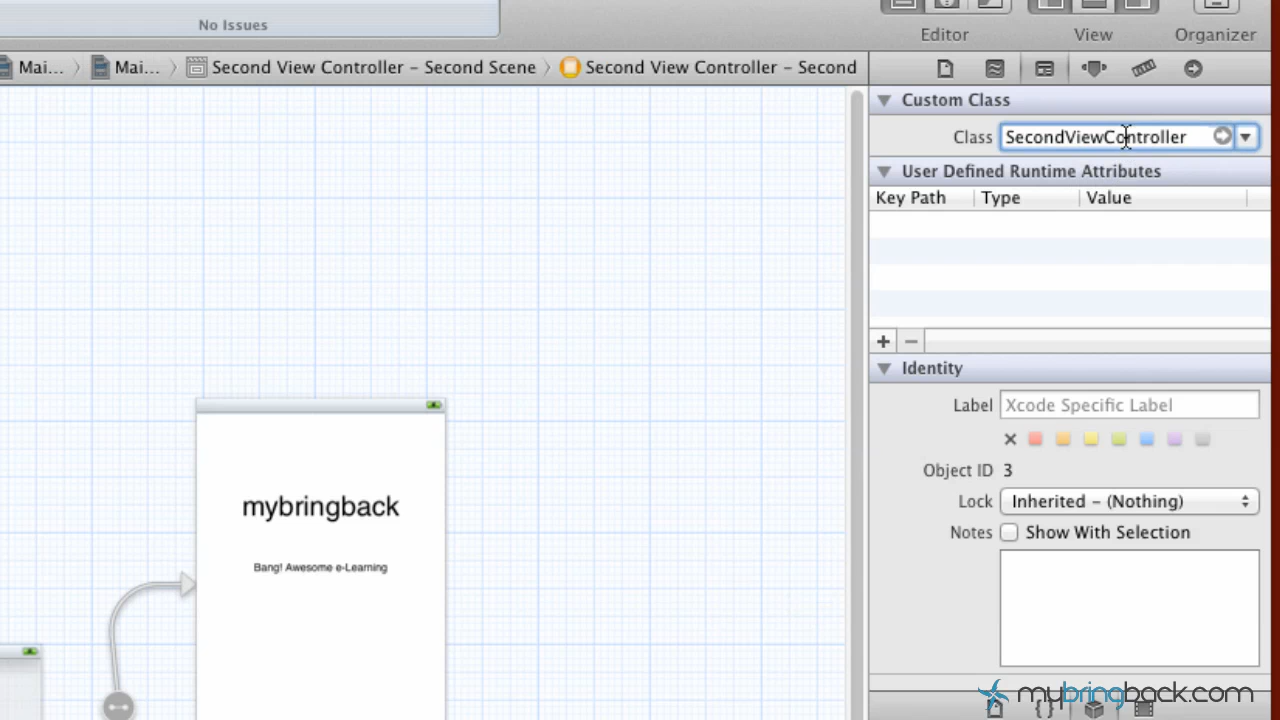 No Issues
Editor
View
Organizer
Mai...
Mai...
Second View Controller – Second Scene
Second View Controller – Second
Custom Class
Class
SecondViewController
User Defined Runtime Attributes
Key Path
Type
Value
Identity
Label
Xcode Specific Label
Object ID
3
Lock
Inherited – (Nothing)
Notes
Show With Selection
mybringback
Bang! Awesome e-Learning
mybringback.com